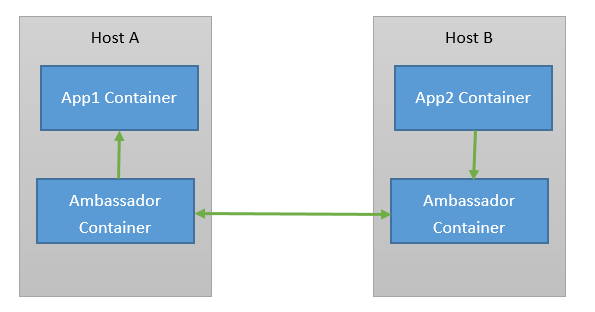 Host A
App1 Container
Ambassador
Container
Host B
App2 Container
Ambassador
Container